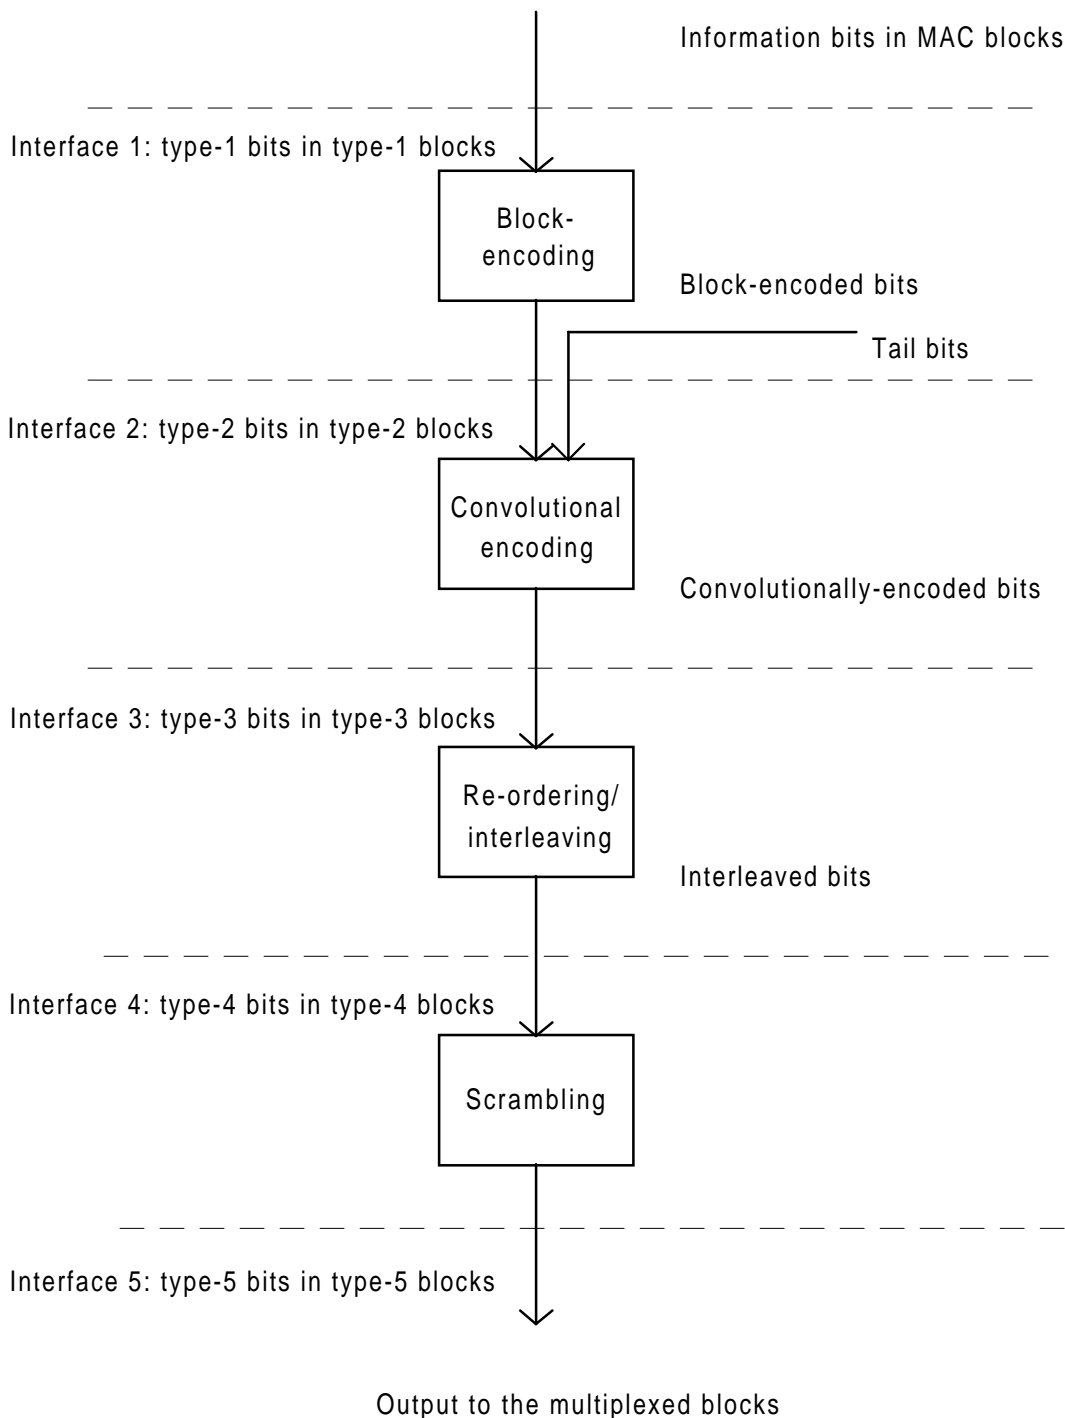 Information bits in MAC blocks
Interface 1: type-1 bits in type-1 blocks
Block-
encoding
Block-encoded bits
Tail bits
Interface 2: type-2 bits in type-2 blocks
Convolutional
encoding
Convolutionally-encoded bits
Interface 3: type-3 bits in type-3 blocks
Re-ordering/
interleaving
Interleaved bits
Interface 4: type-4 bits in type-4 blocks
Scrambling
Interface 5: type-5 bits in type-5 blocks
Output to the multiplexed blocks